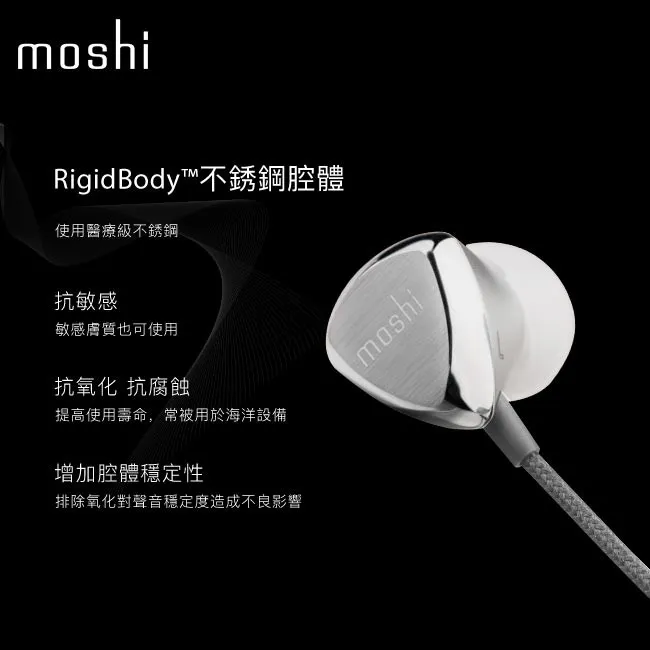 moshi
RigidBody™不銹鋼腔體
使用醫療級不銹鋼
抗敏感
敏感膚質也可使用
抗氧化 抗腐蝕
提高使用壽命，常被用於海洋設備
增加腔體穩定性
排除氧化對聲音穩定度造成不良影響
moshi